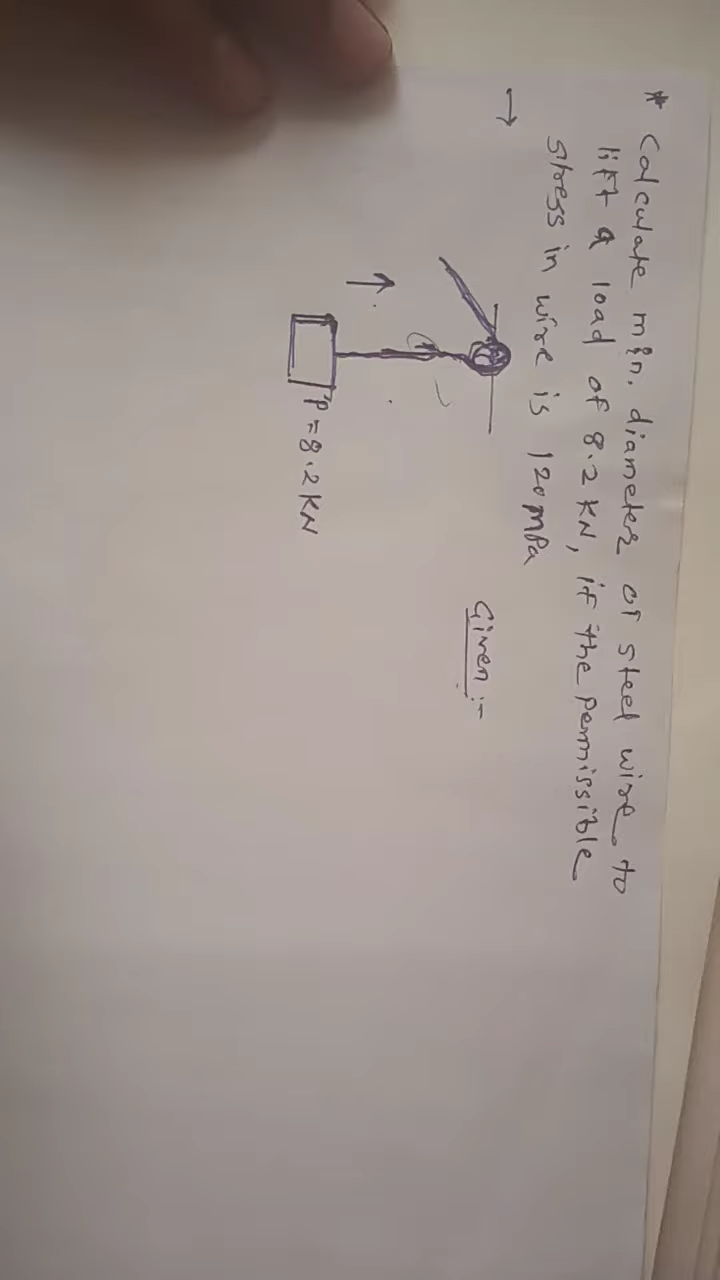 * Calculate min. diameter of steel wire to
lift a load of 8.2 KN, if the permissible
stress in wire is 120 MPa
→
Given :-
P = 8.2 KN